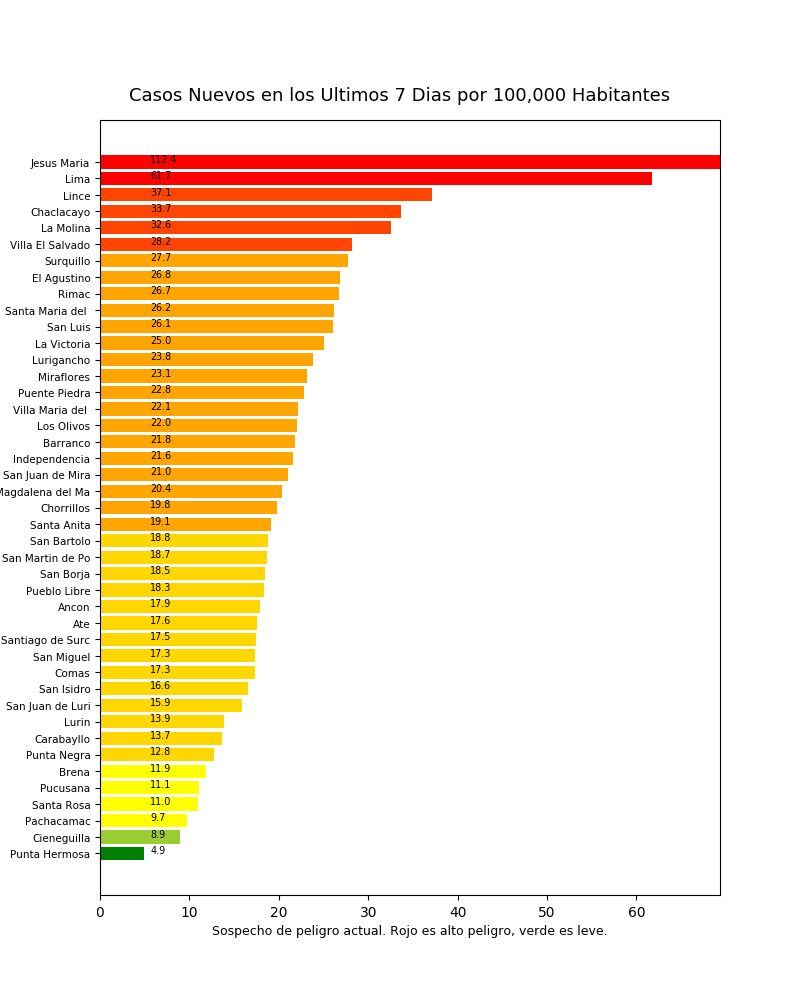 Casos Nuevos en los Ultimos 7 Dias por 100,000 Habitantes
Jesus Maria 112.4
Lima 61.7
Lince 37.1
Chaclacayo 33.7
La Molina 32.6
Villa El Salvado 28.2
Surquillo 27.7
El Agustino 26.8
Rimac 26.7
Santa Maria del 26.2
San Luis 26.1
La Victoria 25.0
Lurigancho 23.8
Miraflores 23.1
Puente Piedra 22.8
Villa Maria del 22.1
Los Olivos 22.0
Barranco 21.8
Independencia 21.6
San Juan de Mira 21.0
Magdalena del Ma 20.4
Chorrillos 19.8
Santa Anita 19.1
San Bartolo 18.8
San Martin de Po 18.7
San Borja 18.5
Pueblo Libre 18.3
Ancon 17.9
Ate 17.6
Santiago de Surc 17.5
San Miguel 17.3
Comas 17.3
San Isidro 16.6
San Juan de Luri 15.9
Lurin 13.9
Carabayllo 13.7
Punta Negra 12.8
Brena 11.9
Pucusana 11.1
Santa Rosa 11.0
Pachacamac 9.7
Cieneguilla 8.9
Punta Hermosa 4.9
0 10 20 30 40 50 60
Sospecho de peligro actual. Rojo es alto peligro, verde es leve.